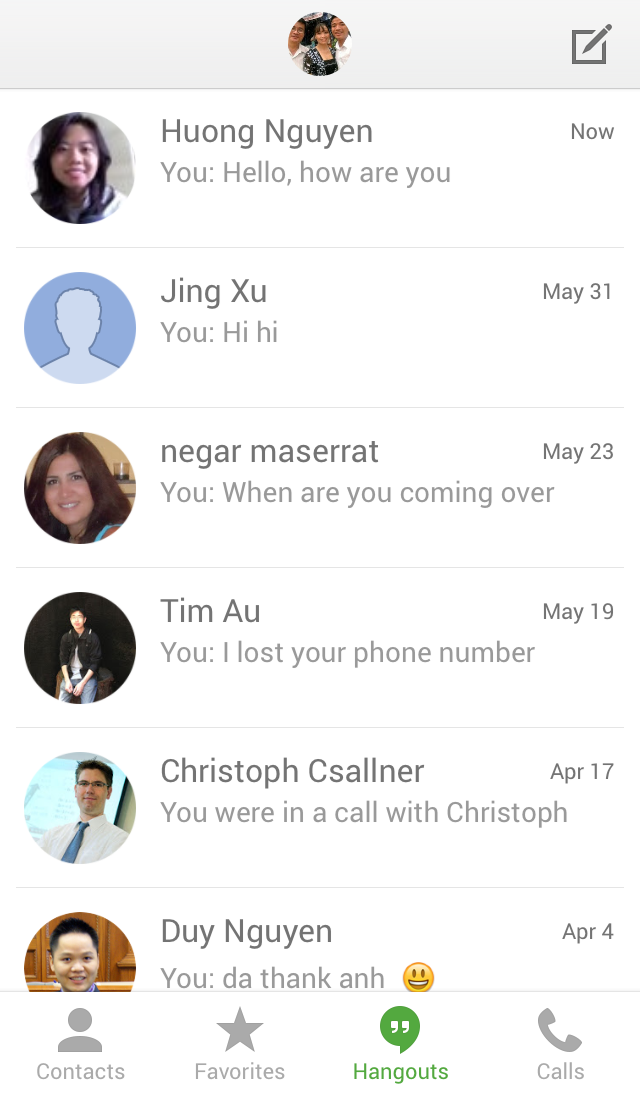 Huong Nguyen
Now
You: Hello, how are you
Jing Xu
May 31
You: Hi hi
negar maserrat
May 23
You: When are you coming over
Tim Au
May 19
You: I lost your phone number
Christoph Csallner
Apr 17
You were in a call with Christoph
Duy Nguyen
Apr 4
You: da thank anh 😃
Contacts
Favorites
Hangouts
Calls